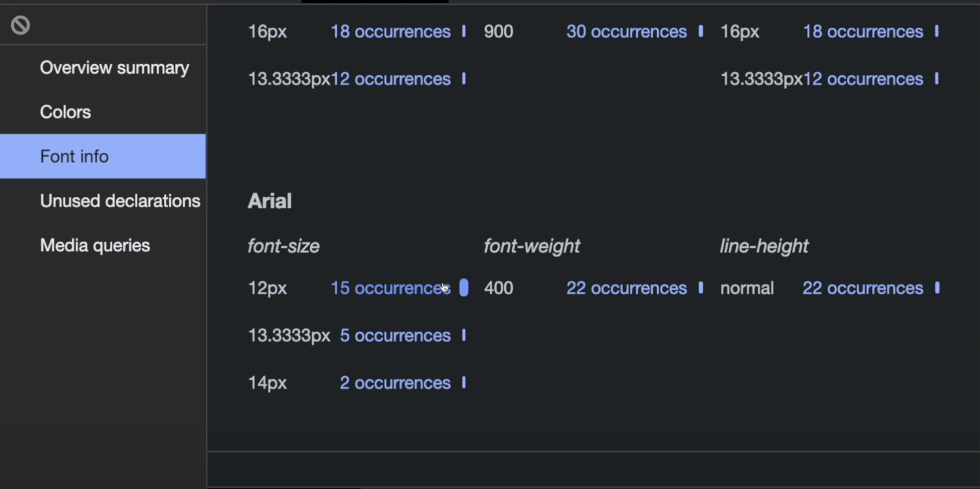 16px 18 occurrences 900 30 occurrences 16px 18 occurrences
Overview summary
13.3333px 12 occurrences 13.3333px 12 occurrences
Colors
Font info
Unused declarations
Arial
Media queries
font-size font-weight line-height
12px 15 occurrences 400 22 occurrences normal 22 occurrences
13.3333px 5 occurrences
14px 2 occurrences